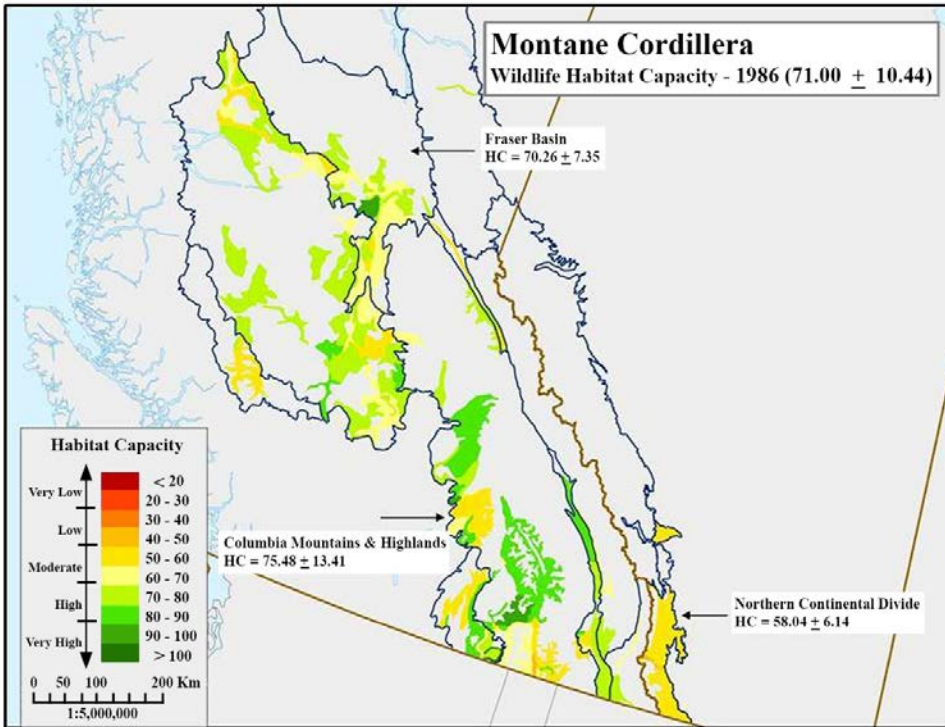 Montane Cordillera
Wildlife Habitat Capacity - 1986 (71.00 ± 10.44)
Fraser Basin
HC = 70.26 ± 7.35
Columbia Mountains & Highlands
HC = 75.48 ± 13.41
Northern Continental Divide
HC = 58.04 ± 6.14
Habitat Capacity
Very Low
Low
Moderate
High
Very High
< 20
20 - 30
30 - 40
40 - 50
50 - 60
60 - 70
70 - 80
80 - 90
90 - 100
> 100
0 50 100 200 Km
1:5,000,000